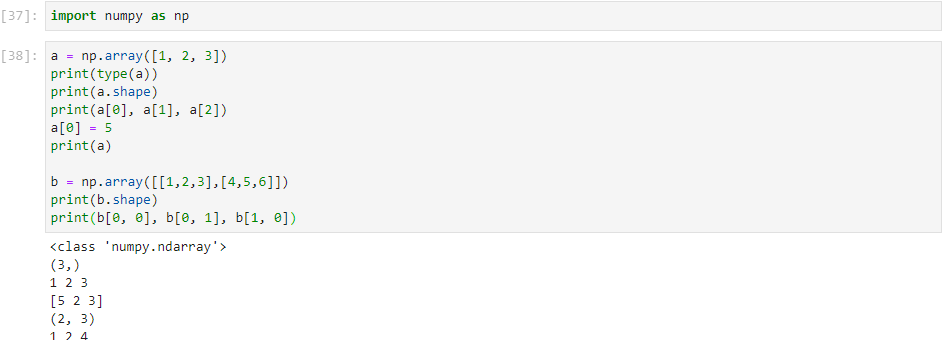 [37]: import numpy as np
[38]: a = np.array([1, 2, 3])
print(type(a))
print(a.shape)
print(a[0], a[1], a[2])
a[0] = 5
print(a)
b = np.array([[1,2,3],[4,5,6]])
print(b.shape)
print(b[0, 0], b[0, 1], b[1, 0])
<class 'numpy.ndarray'>
(3,)
1 2 3
[5 2 3]
(2, 3)
1 2 4